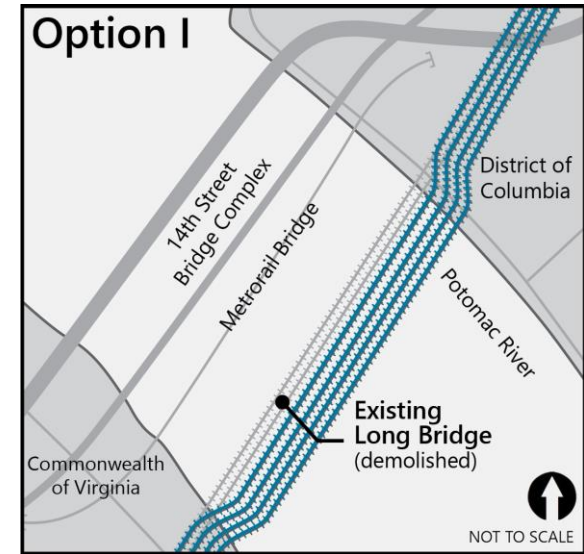 Option I
14th Street
Bridge Complex
Metrorail Bridge
District of
Columbia
Potomac River
Existing
Long Bridge
(demolished)
Commonwealth
of Virginia
NOT TO SCALE